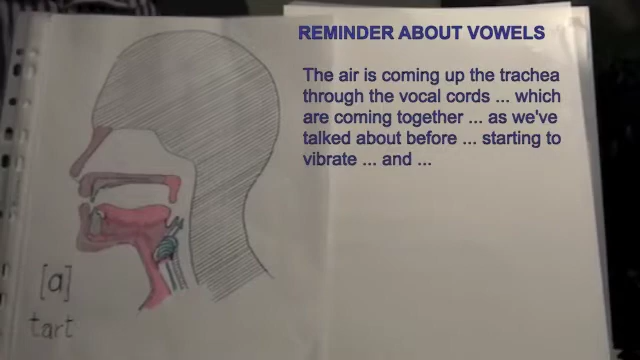 REMINDER ABOUT VOWELS
The air is coming up the trachea
through the vocal cords ... which
are coming together ... as we've
talked about before ... starting to
vibrate ... and ...
[a]
tart